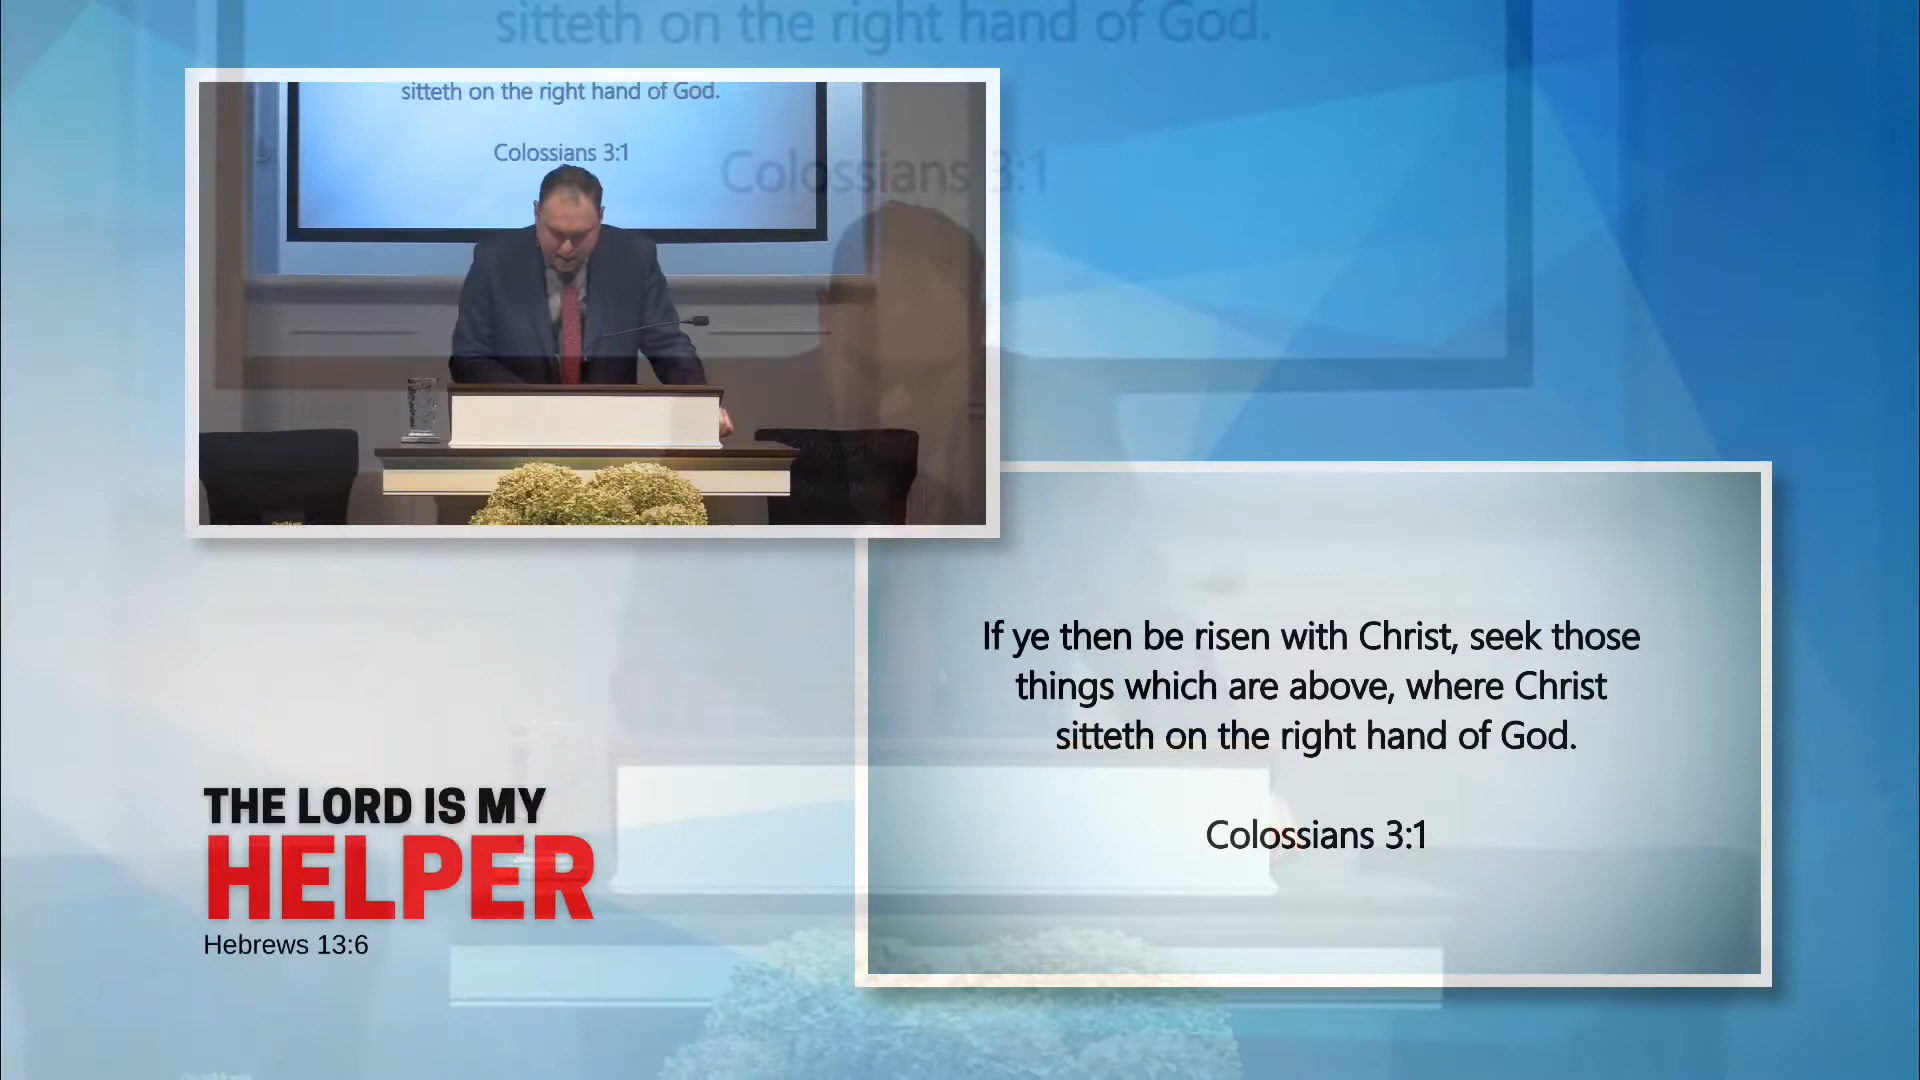 sitteth on the right hand of God.
Colossians 3:1
sitteth on the right hand of God.
Colossians 3:1
If ye then be risen with Christ, seek those
things which are above, where Christ
sitteth on the right hand of God.
Colossians 3:1
THE LORD IS MY
HELPER
Hebrews 13:6